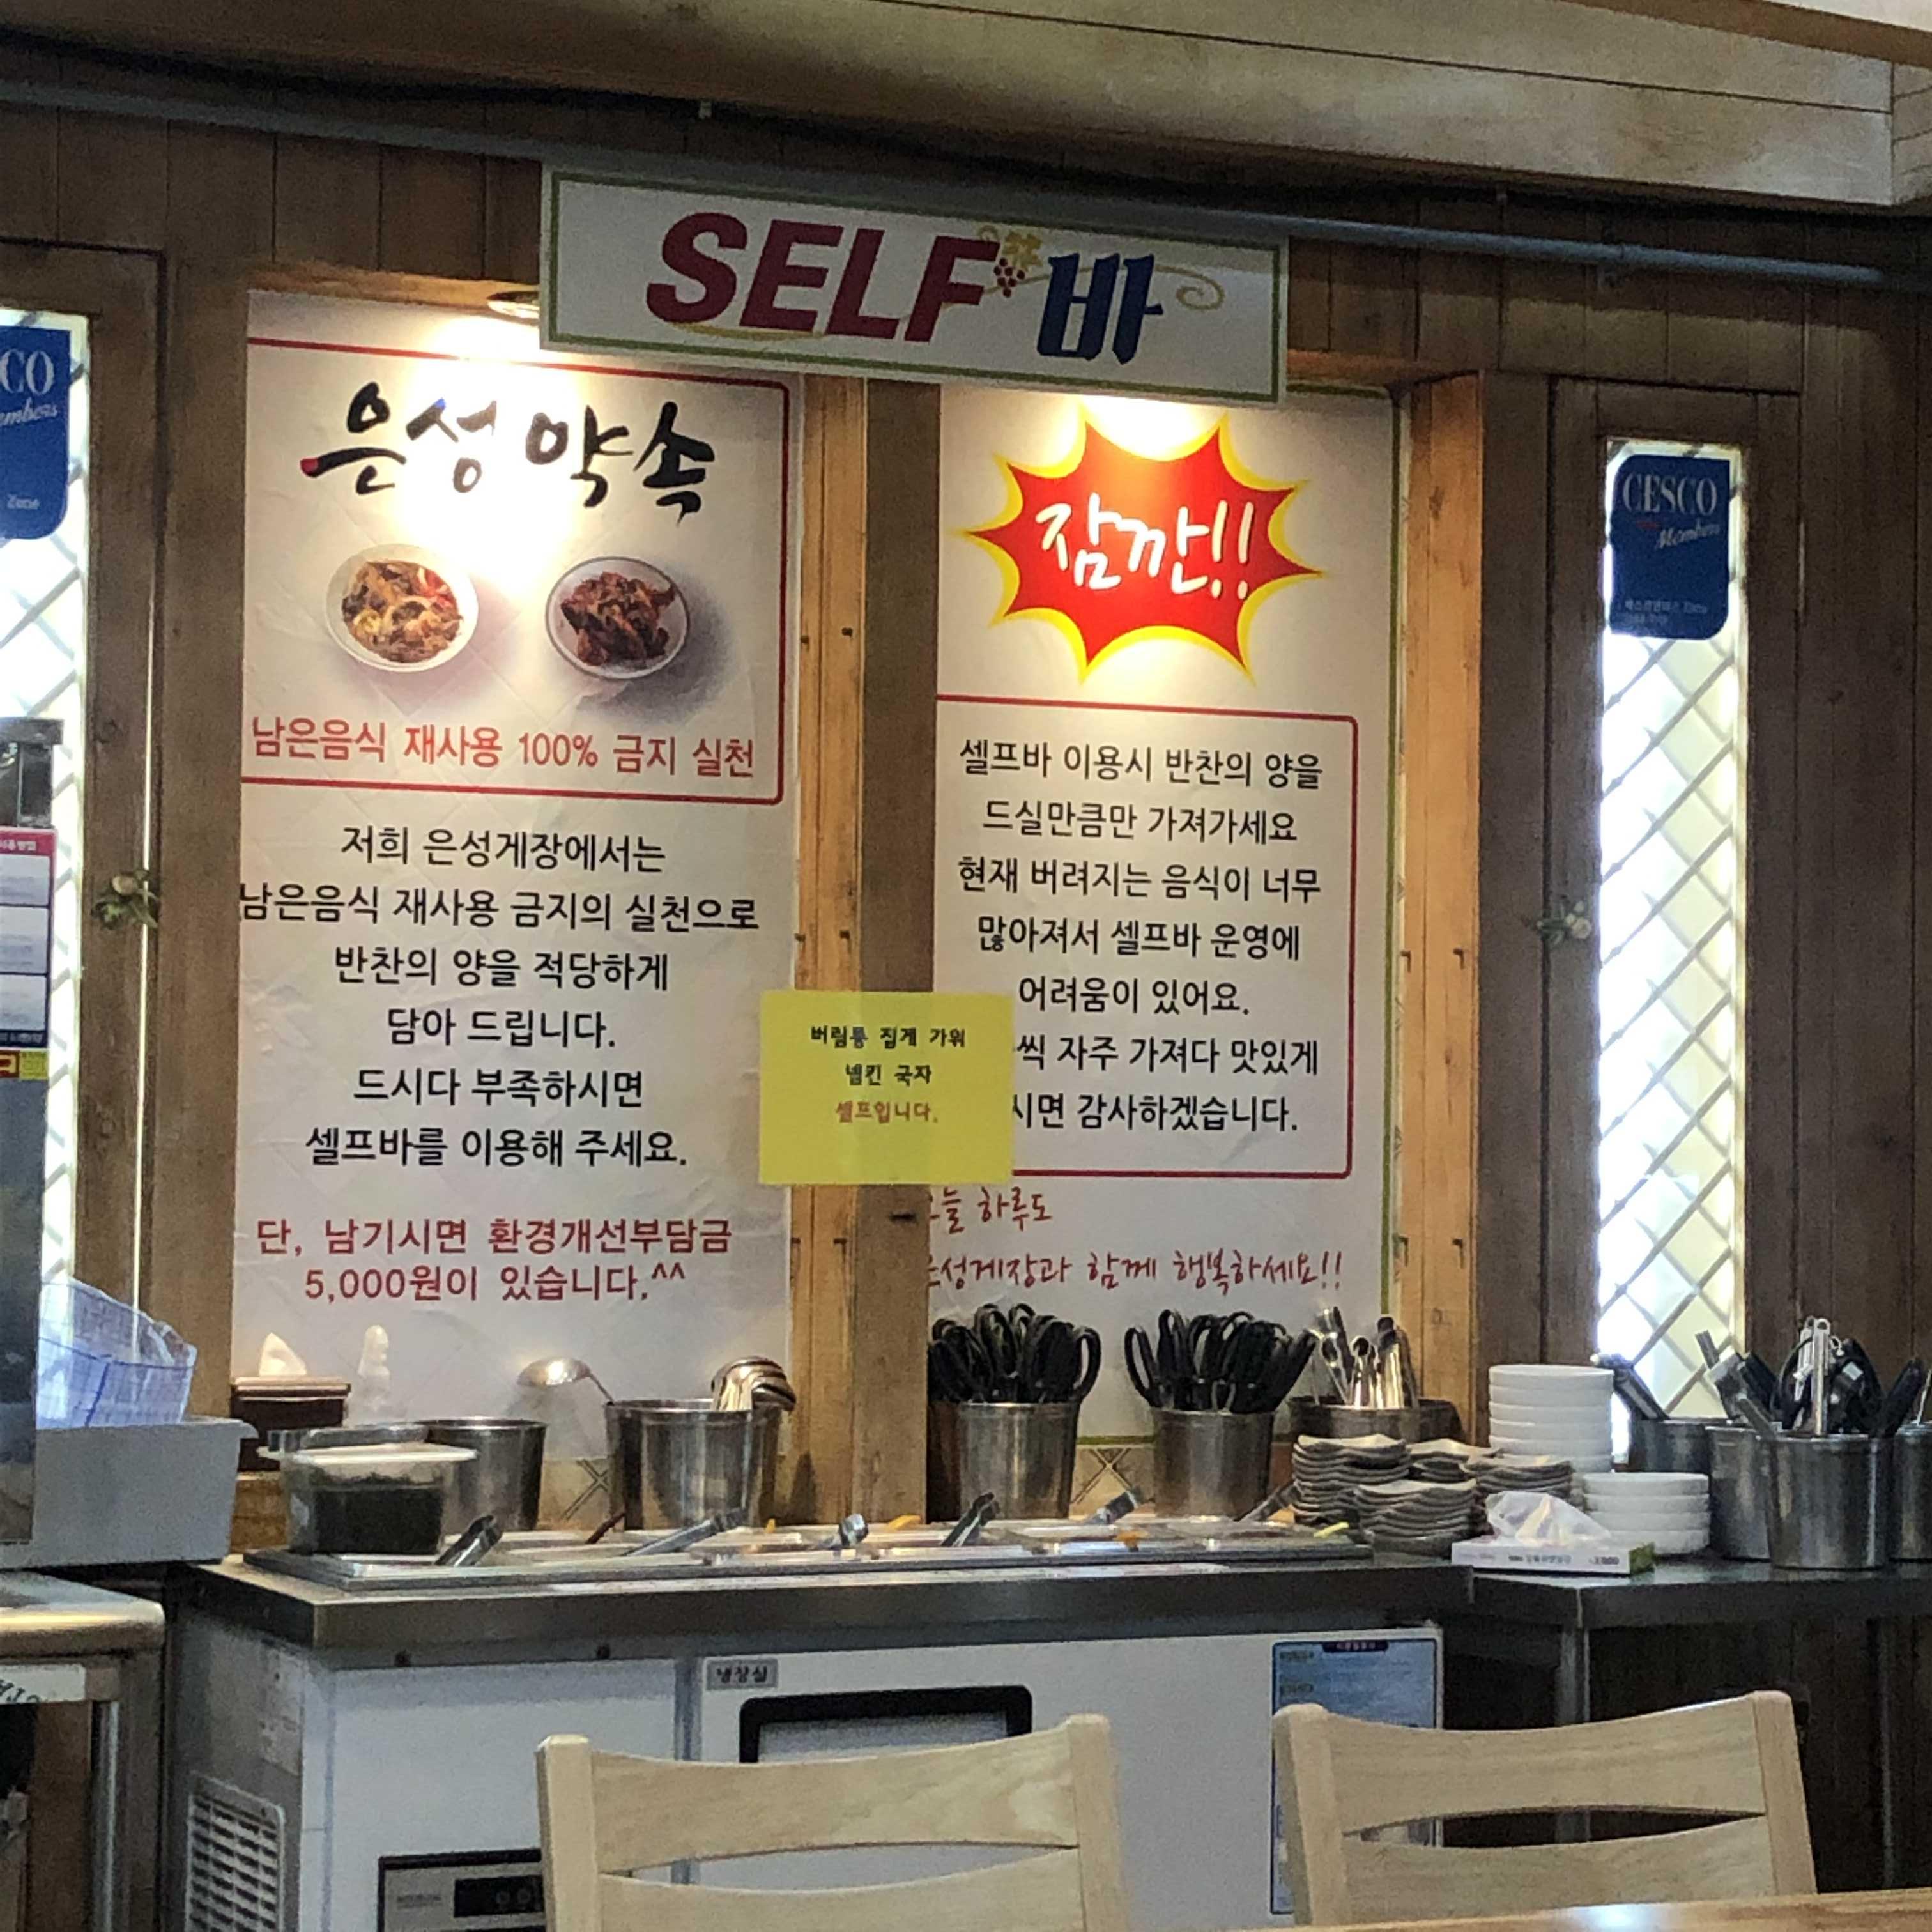 SELF 바
은성 약속
남은음식 재사용 100% 금지 실천
저희 은성게장에서는
남은음식 재사용 금지의 실천으로
반찬의 양을 적당하게
담아 드립니다.
드시다 부족하시면
셀프바를 이용해 주세요.
단, 남기시면 환경개선부담금
5,000원이 있습니다.^^
버림통 집게 가위
냅킨 국자
셀프입니다.
잠깐!!
셀프바 이용시 반찬의 양을
드실만큼만 가져가세요
현재 버려지는 음식이 너무
많아져서 셀프바 운영에
어려움이 있어요.
씩 자주 가져다 맛있게
시면 감사하겠습니다.
늘 하루도
성게장과 함께 행복하세요!!
CO
embers
Zone
CESCO
Members
냉장실